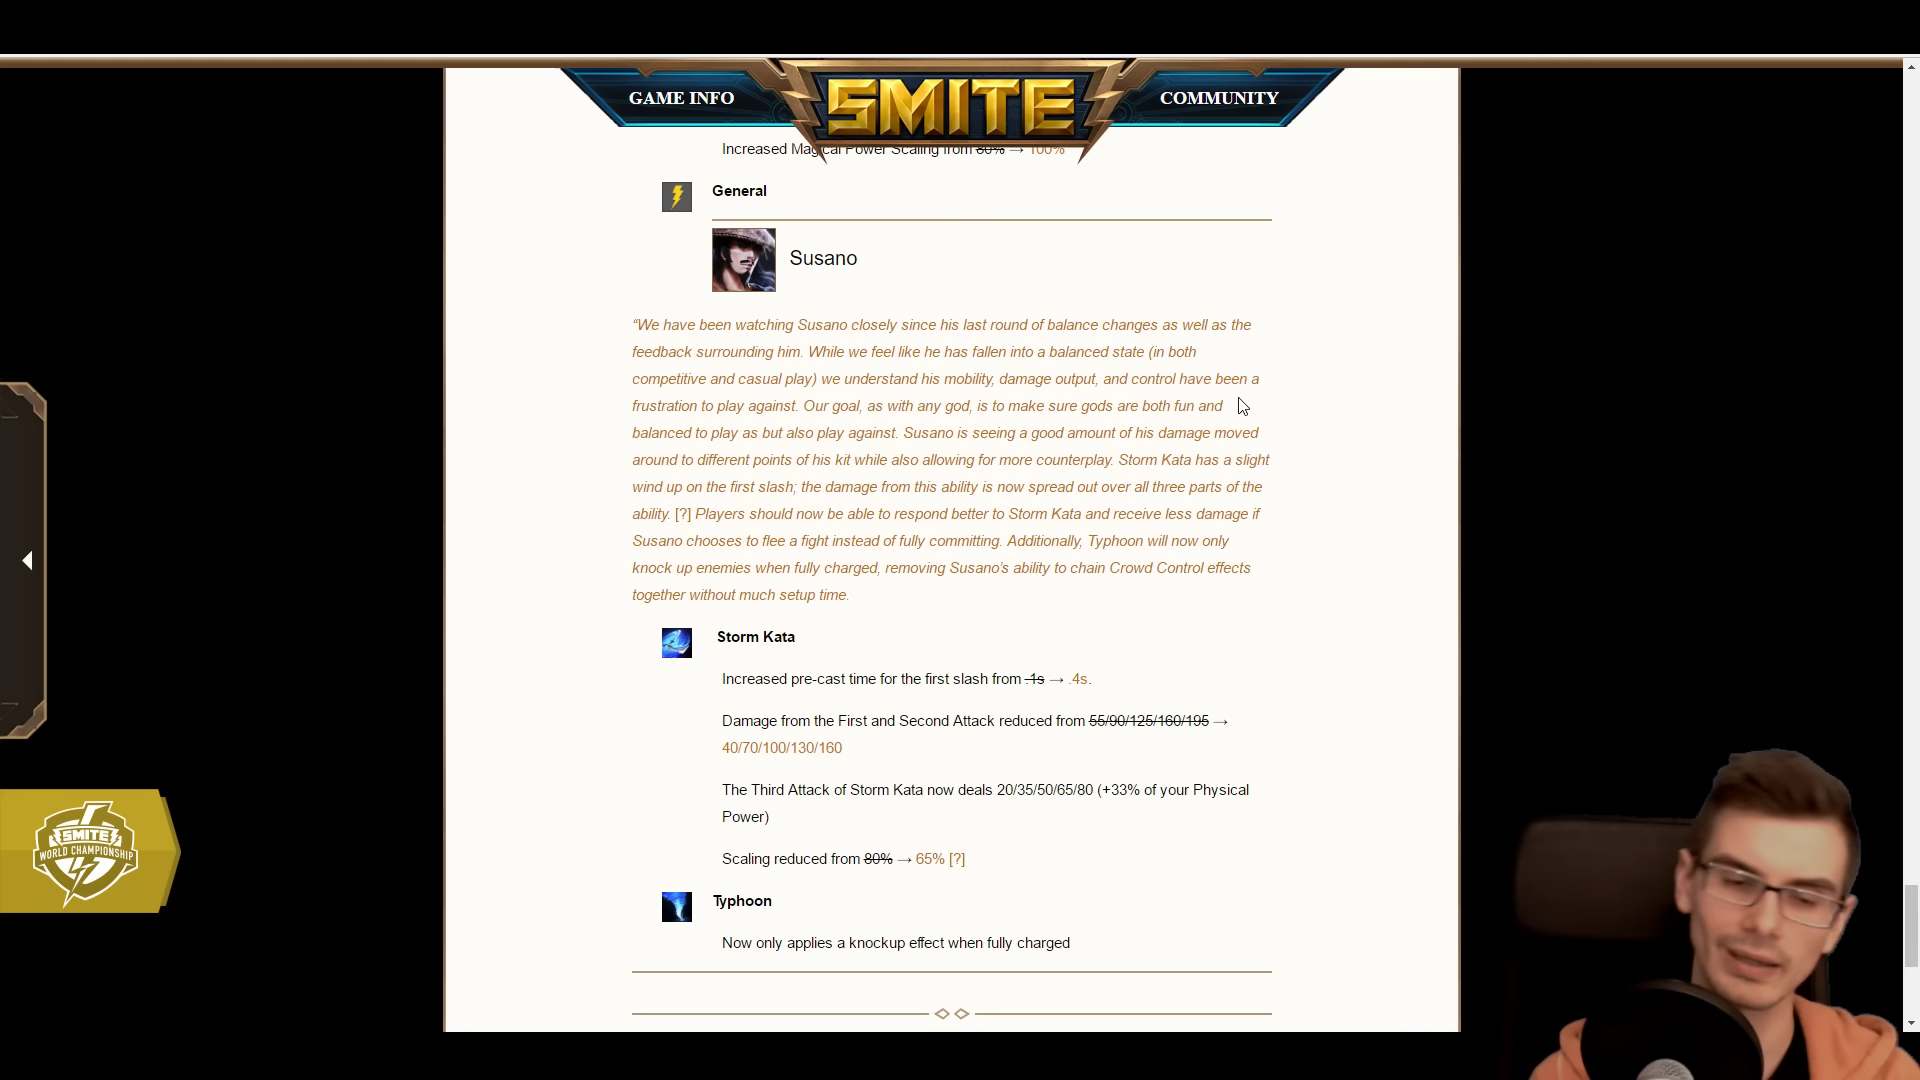 GAME INFO
SMITE
COMMUNITY
Increased Magical Power Scaling from 80% → 100%
General
Susano
“We have been watching Susano closely since his last round of balance changes as well as the
feedback surrounding him. While we feel like he has fallen into a balanced state (in both
competitive and casual play) we understand his mobility, damage output, and control have been a
frustration to play against. Our goal, as with any god, is to make sure gods are both fun and
balanced to play as but also play against. Susano is seeing a good amount of his damage moved
around to different points of his kit while also allowing for more counterplay. Storm Kata has a slight
wind up on the first slash; the damage from this ability is now spread out over all three parts of the
ability. [?] Players should now be able to respond better to Storm Kata and receive less damage if
Susano chooses to flee a fight instead of fully committing. Additionally, Typhoon will now only
knock up enemies when fully charged, removing Susano’s ability to chain Crowd Control effects
together without much setup time.
Storm Kata
Increased pre-cast time for the first slash from .1s → .4s.
Damage from the First and Second Attack reduced from 55/90/125/160/195 →
40/70/100/130/160
The Third Attack of Storm Kata now deals 20/35/50/65/80 (+33% of your Physical
Power)
Scaling reduced from 80% → 65% [?]
Typhoon
Now only applies a knockup effect when fully charged
SMITE
WORLD CHAMPIONSHIP